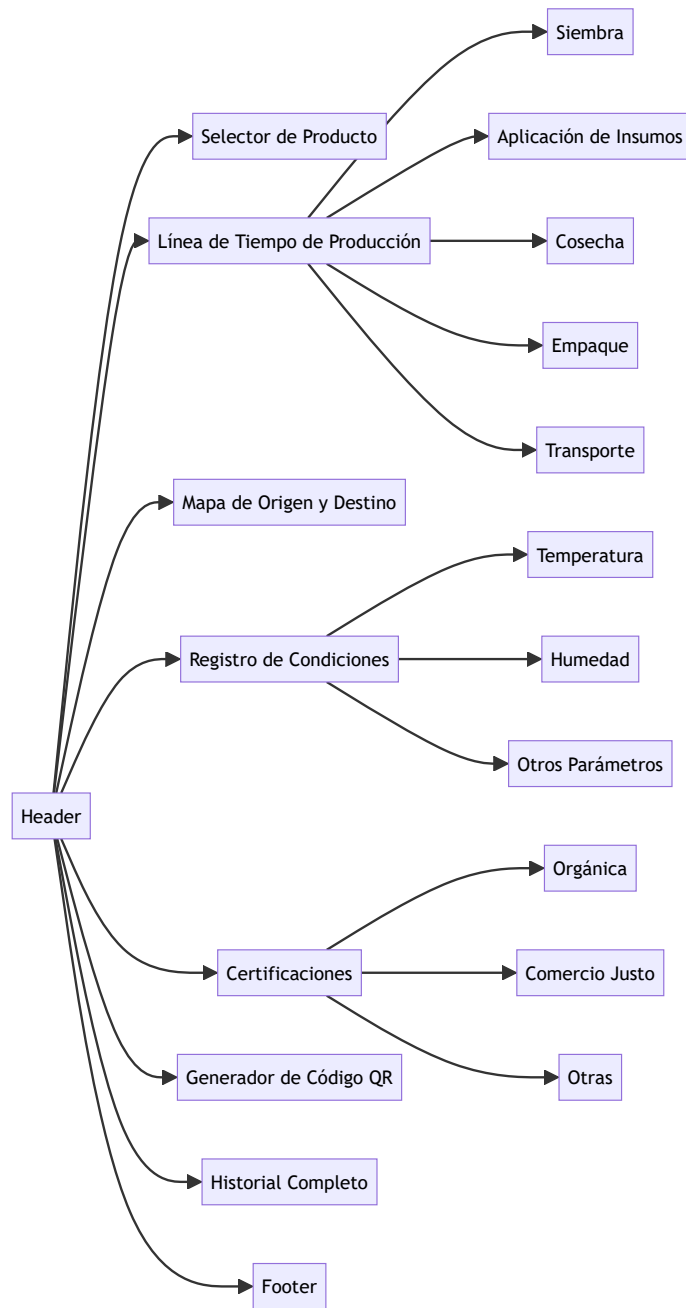 Siembra
Selector de Producto
Aplicación de Insumos
Línea de Tiempo de Producción
Cosecha
Empaque
Transporte
Mapa de Origen y Destino
Temperatura
Registro de Condiciones
Humedad
Otros Parámetros
Header
Orgánica
Certificaciones
Comercio Justo
Generador de Código QR
Otras
Historial Completo
Footer